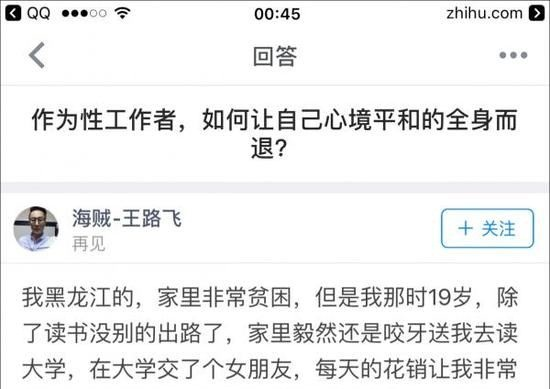 QQ 00:45 zhihu.com
回答
作为性工作者，如何让自己心境平和的全身而
退？
海贼-王路飞
再见
+ 关注
我黑龙江的，家里非常贫困，但是我那时19岁，除
了读书没别的出路了，家里毅然还是咬牙送我去读
大学，在大学交了个女朋友，每天的花销让我非常